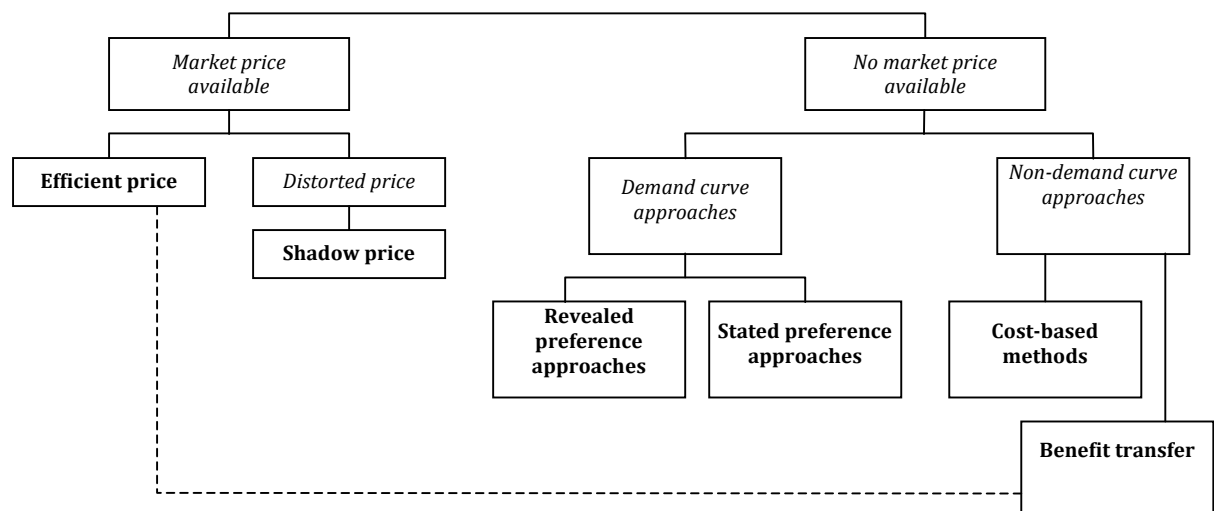 Market price
available
No market price
available
Efficient price
Distorted price
Shadow price
Demand curve
approaches
Non-demand curve
approaches
Revealed
preference
approaches
Stated preference
approaches
Cost-based
methods
Benefit transfer